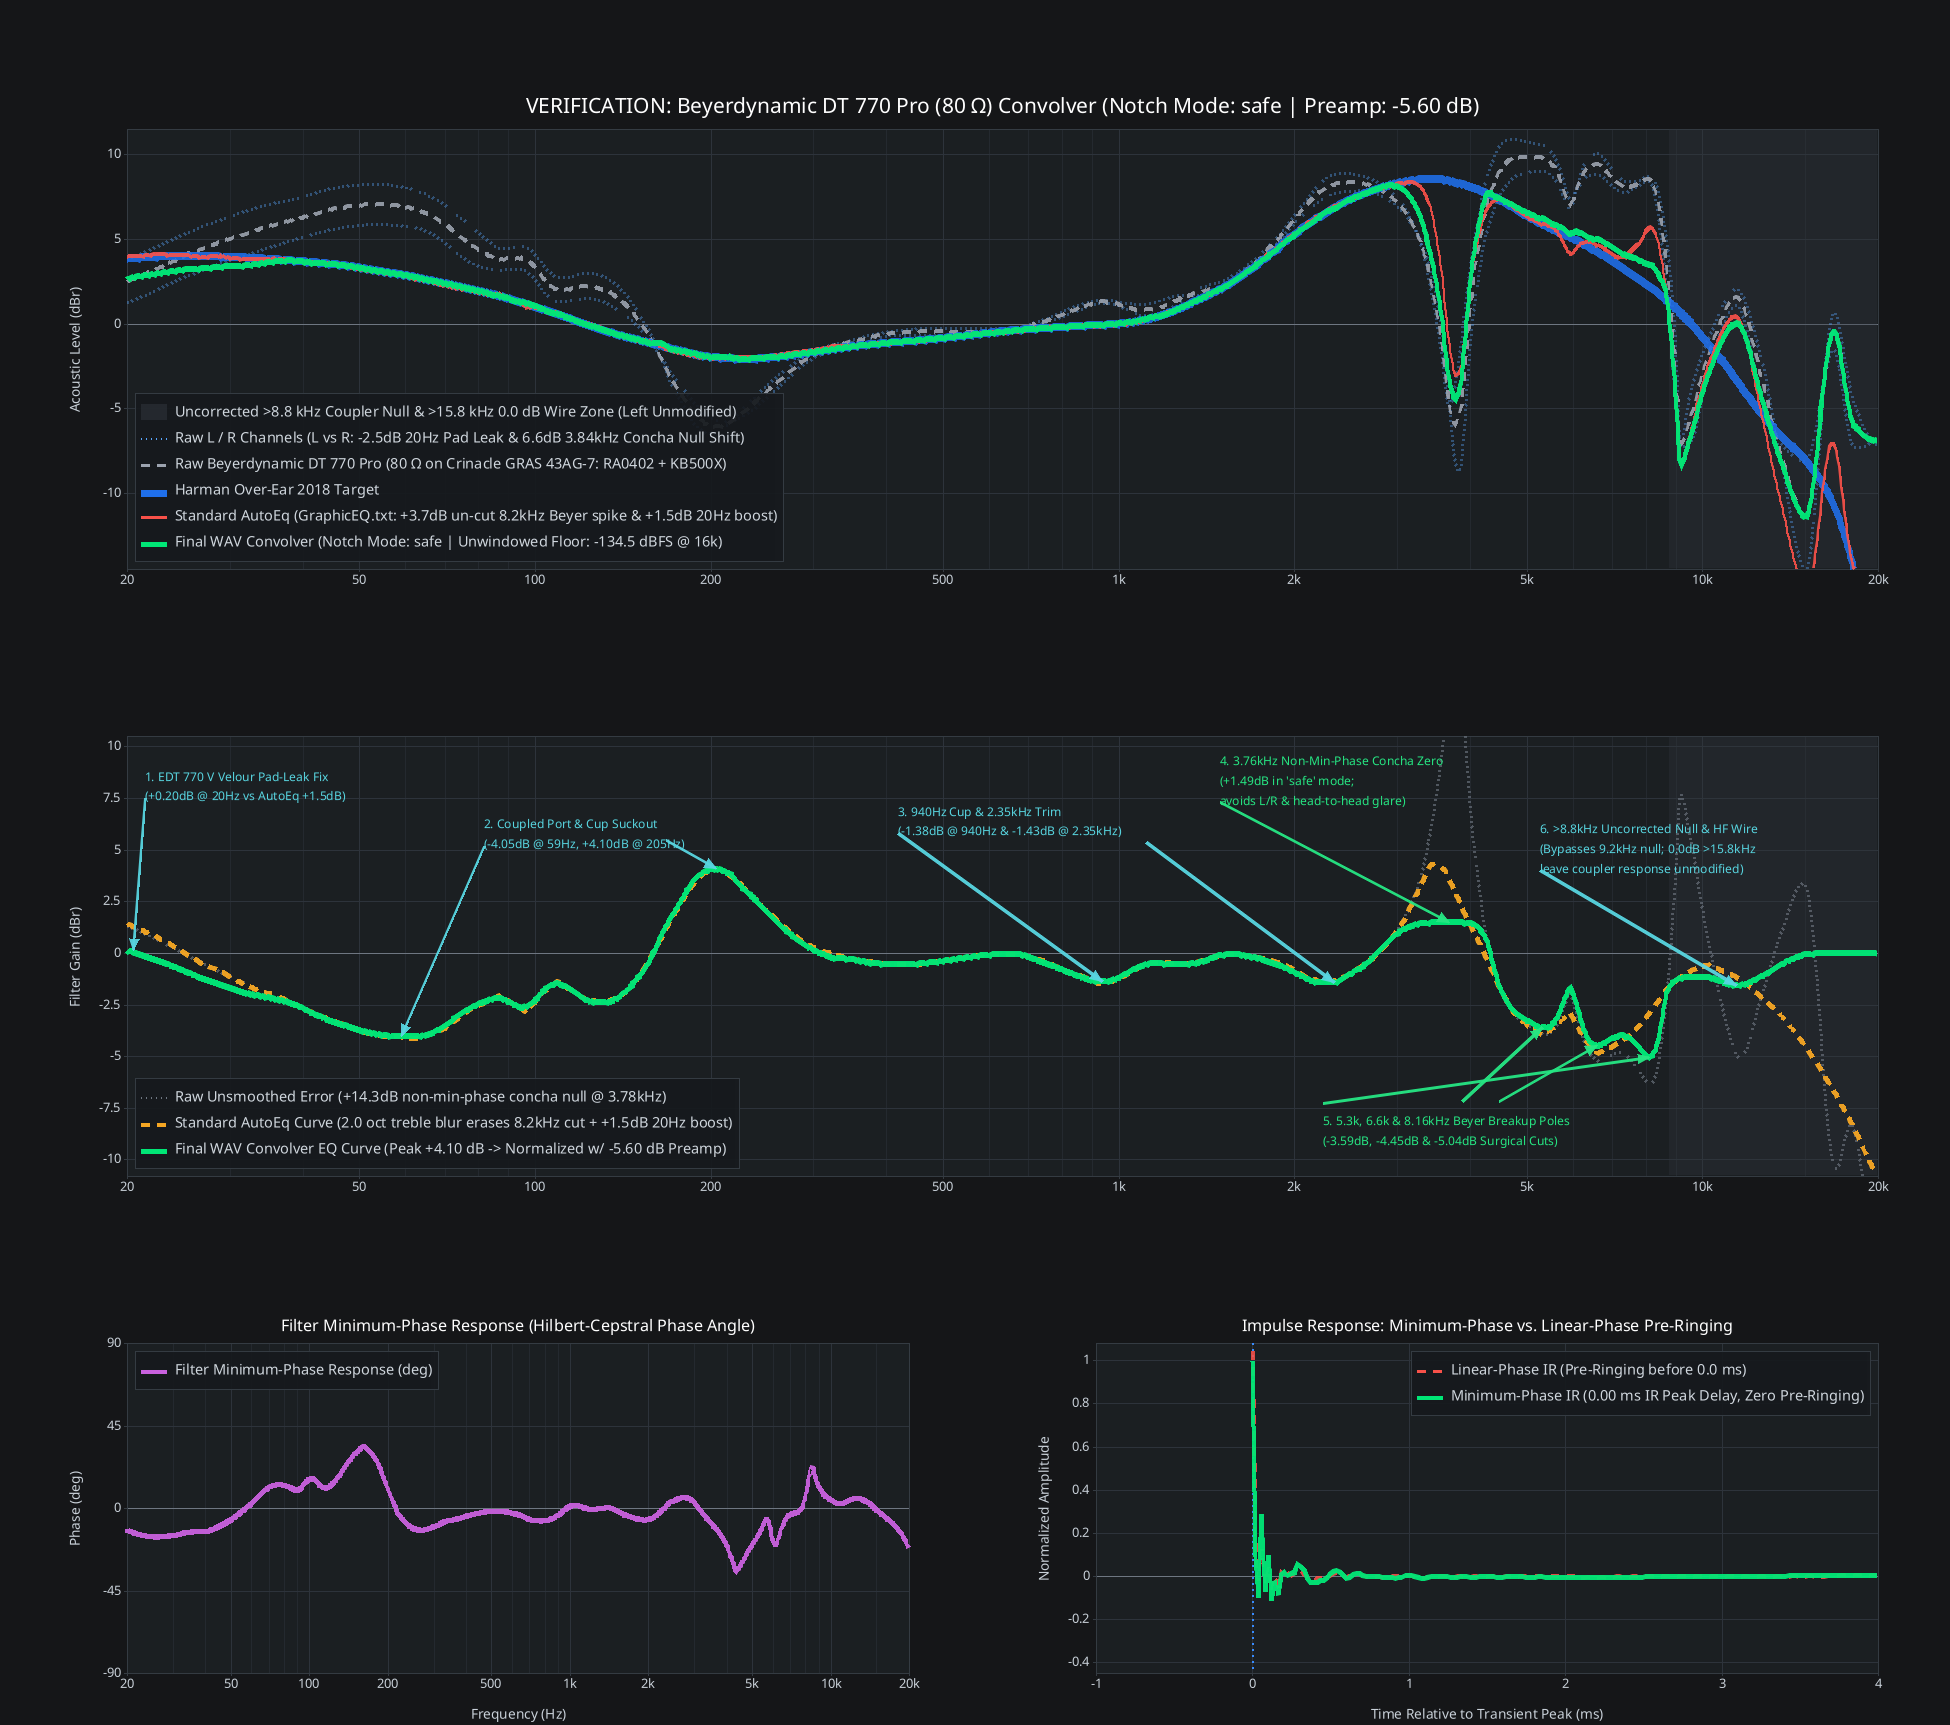 VERIFICATION: Beyerdynamic DT 770 Pro (80 Ω) Convolver (Notch Mode: safe | Preamp: -5.60 dB)
10
5
0
-5
-10
Acoustic Level (dBr)
Uncorrected >8.8 kHz Coupler Null & >15.8 kHz 0.0 dB Wire Zone (Left Unmodified)
Raw L / R Channels (L vs R: -2.5dB 20Hz Pad Leak & 6.6dB 3.84kHz Concha Null Shift)
Raw Beyerdynamic DT 770 Pro (80 Ω on Crinacle GRAS 43AG-7: RA0402 + KB500X)
Harman Over-Ear 2018 Target
Standard AutoEq (GraphicEQ.txt: +3.7dB un-cut 8.2kHz Beyer spike & +1.5dB 20Hz boost)
Final WAV Convolver (Notch Mode: safe | Unwindowed Floor: -134.5 dBFS @ 16k)
20 50 100 200 500 1k 2k 5k 10k 20k
10
7.5
5
2.5
0
-2.5
-5
-7.5
-10
Filter Gain (dBr)
1. EDT 770 V Velour Pad-Leak Fix
(+0.20dB @ 20Hz vs AutoEq +1.5dB)
2. Coupled Port & Cup Suckout
(-4.05dB @ 59Hz, +4.10dB @ 205Hz)
3. 940Hz Cup & 2.35kHz Trim
(-1.38dB @ 940Hz & -1.43dB @ 2.35kHz)
4. 3.76kHz Non-Min-Phase Concha Zero
(+1.49dB in 'safe' mode;
avoids L/R & head-to-head glare)
6. >8.8kHz Uncorrected Null & HF Wire
(Bypasses 9.2kHz null; 0.0dB >15.8kHz
leave coupler response unmodified)
5. 5.3k, 6.6k & 8.16kHz Beyer Breakup Poles
(-3.59dB, -4.45dB & -5.04dB Surgical Cuts)
Raw Unsmoothed Error (+14.3dB non-min-phase concha null @ 3.78kHz)
Standard AutoEq Curve (2.0 oct treble blur erases 8.2kHz cut + +1.5dB 20Hz boost)
Final WAV Convolver EQ Curve (Peak +4.10 dB -> Normalized w/ -5.60 dB Preamp)
20 50 100 200 500 1k 2k 5k 10k 20k
Filter Minimum-Phase Response (Hilbert-Cepstral Phase Angle)
90
45
0
-45
-90
Phase (deg)
Filter Minimum-Phase Response (deg)
20 50 100 200 500 1k 2k 5k 10k 20k
Frequency (Hz)
Impulse Response: Minimum-Phase vs. Linear-Phase Pre-Ringing
1
0.8
0.6
0.4
0.2
0
-0.2
-0.4
Normalized Amplitude
Linear-Phase IR (Pre-Ringing before 0.0 ms)
Minimum-Phase IR (0.00 ms IR Peak Delay, Zero Pre-Ringing)
-1 0 1 2 3 4
Time Relative to Transient Peak (ms)